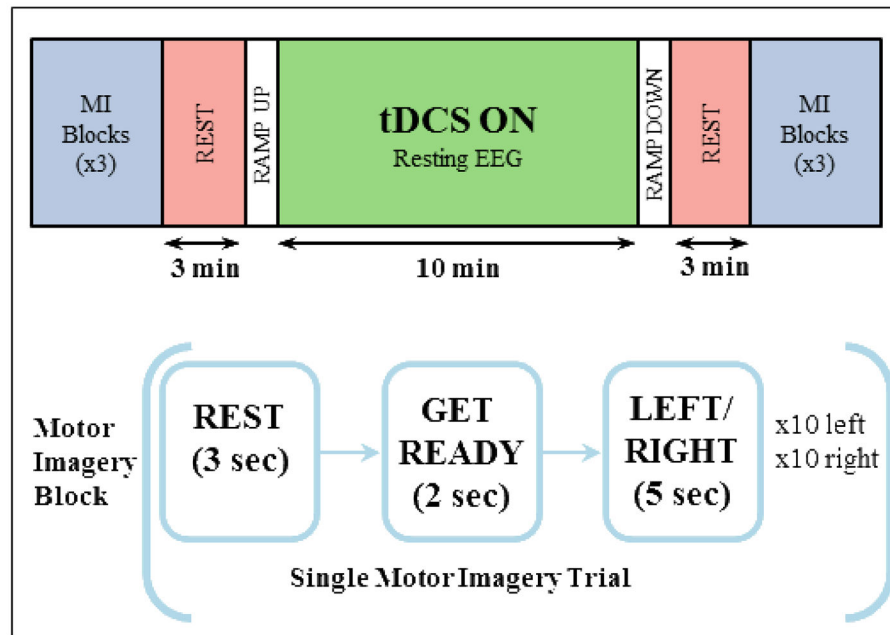 MI
Blocks
(x3)
REST
RAMP UP
tDCS ON
Resting EEG
RAMP DOWN
REST
MI
Blocks
(x3)
3 min
10 min
3 min
Motor
Imagery
Block
REST
(3 sec)
GET
READY
(2 sec)
LEFT/
RIGHT
(5 sec)
x10 left
x10 right
Single Motor Imagery Trial